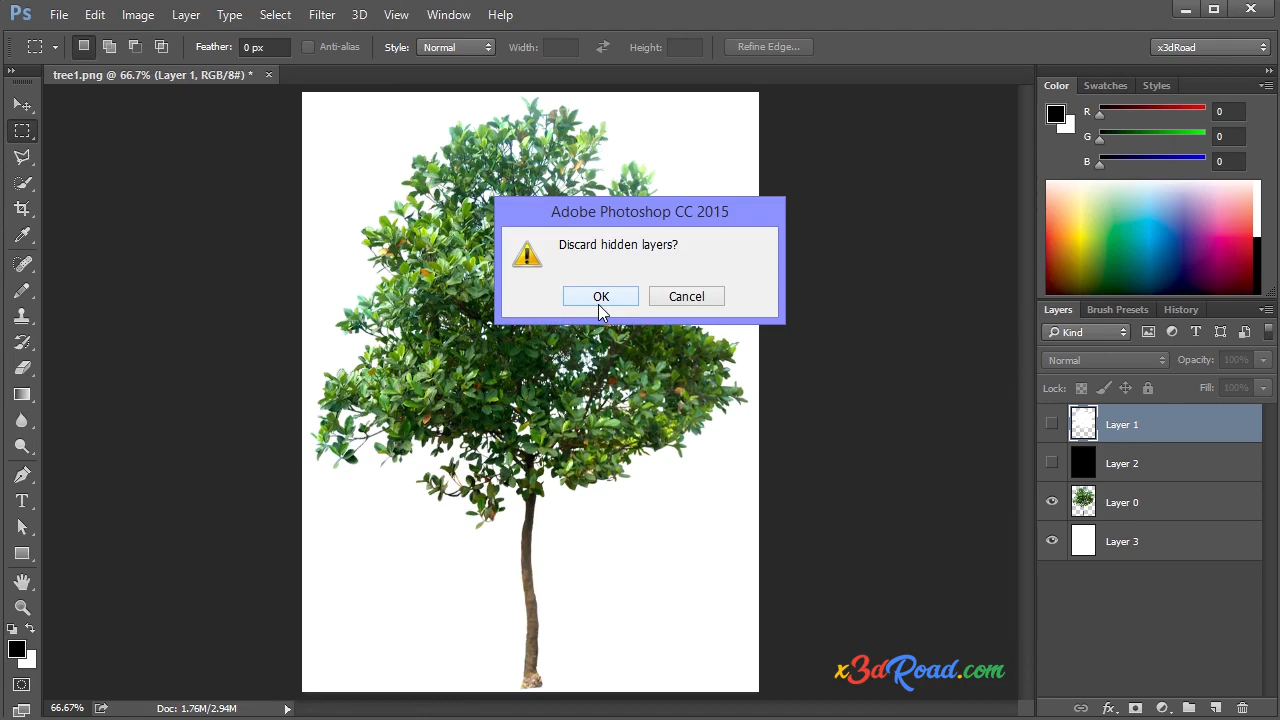 Ps File Edit Image Layer Type Select Filter 3D View Window Help
Feather: 0 px Anti-alias Style: Normal Width: Height: Refine Edge... x3dRoad
tree1.png @ 66.7% (Layer 1, RGB/8#) *
Color Swatches Styles
R 0
G 0
B 0
Adobe Photoshop CC 2015
Discard hidden layers?
OK Cancel
Layers Brush Presets History
Kind
Normal Opacity: 100%
Lock: Fill: 100%
Layer 1
Layer 2
Layer 0
Layer 3
x3dRoad.com
66.67% Doc: 1.76M/2.94M
fx